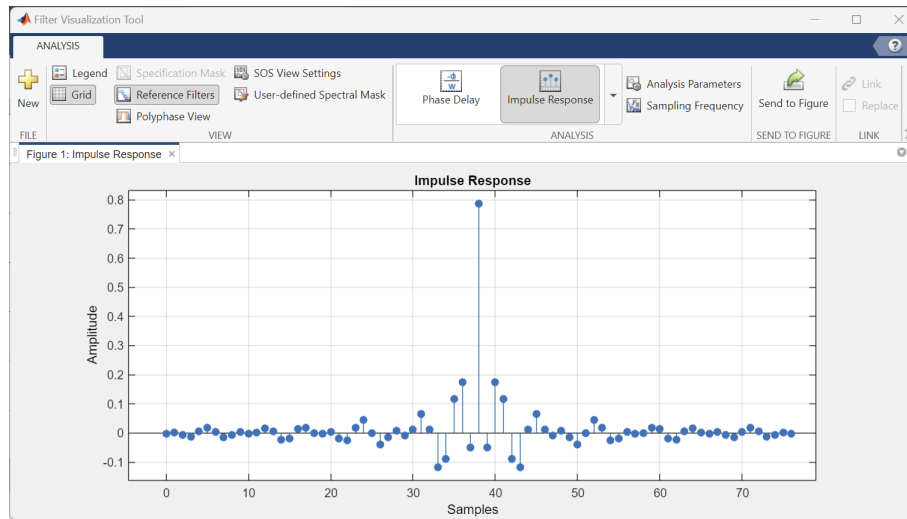 Filter Visualization Tool
ANALYSIS
?
New
Legend
Grid
Specification Mask
Reference Filters
Polyphase View
SOS View Settings
User-defined Spectral Mask
Phase Delay
Impulse Response
Analysis Parameters
Sampling Frequency
Send to Figure
Link
Replace
FILE
VIEW
ANALYSIS
SEND TO FIGURE
LINK
Figure 1: Impulse Response
Impulse Response
0.8
0.7
0.6
0.5
0.4
0.3
0.2
0.1
0
-0.1
Amplitude
0 10 20 30 40 50 60 70
Samples